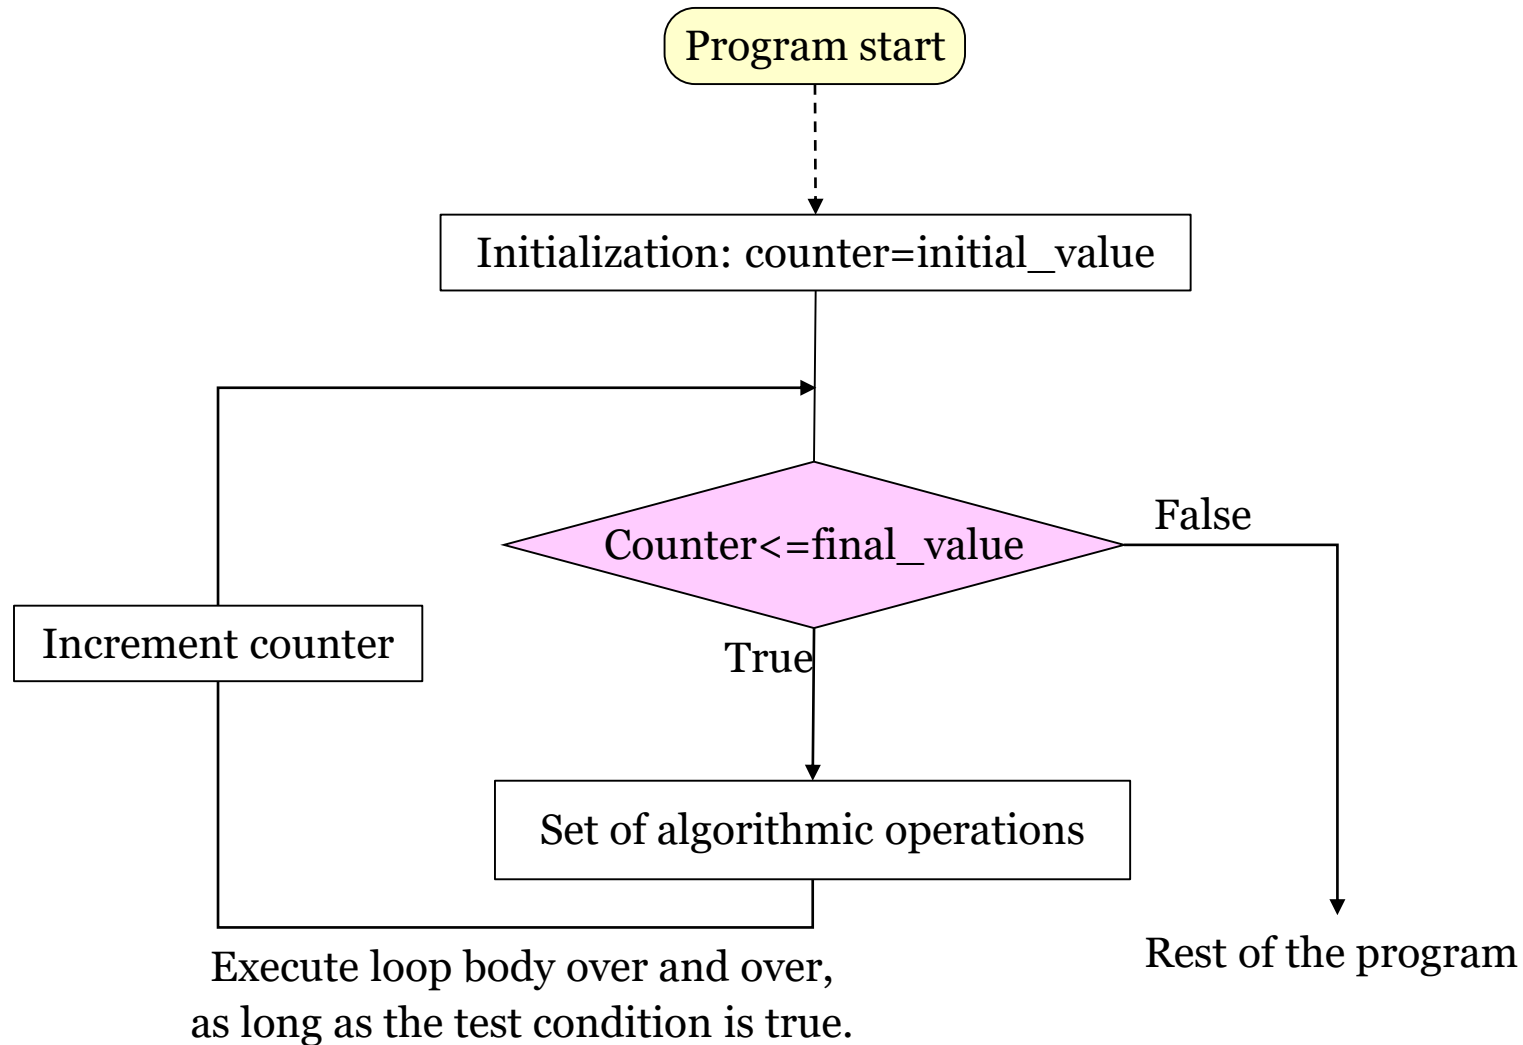 Program start
Initialization: counter=initial_value
Counter<=final_value
False
Increment counter
True
Set of algorithmic operations
Rest of the program
Execute loop body over and over,
as long as the test condition is true.